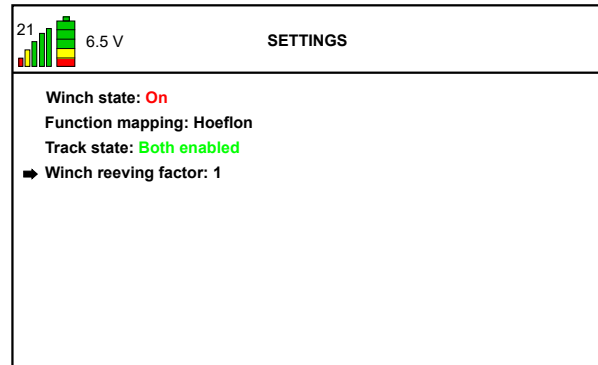 21
6.5 V
SETTINGS
Winch state: On
Function mapping: Hoeflon
Track state: Both enabled
Winch reeving factor: 1